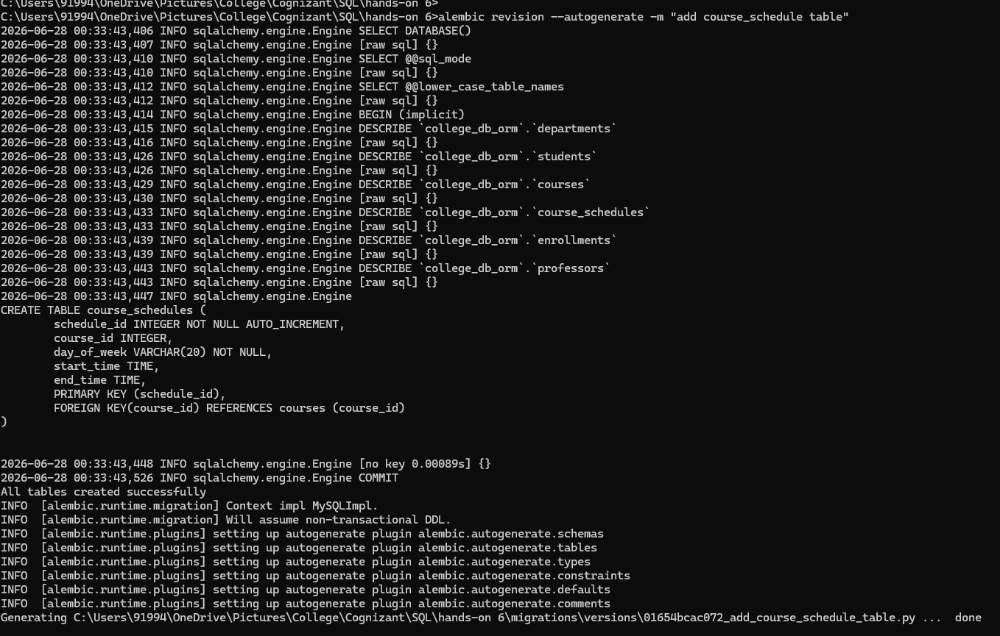 C:\Users\91994\OneDrive\Pictures\College\Cognizant\SQL\hands-on 6>
C:\Users\91994\OneDrive\Pictures\College\Cognizant\SQL\hands-on 6>alembic revision --autogenerate -m "add course_schedule table"
2026-06-28 00:33:43,406 INFO sqlalchemy.engine.Engine SELECT DATABASE()
2026-06-28 00:33:43,407 INFO sqlalchemy.engine.Engine [raw sql] {}
2026-06-28 00:33:43,410 INFO sqlalchemy.engine.Engine SELECT @@sql_mode
2026-06-28 00:33:43,410 INFO sqlalchemy.engine.Engine [raw sql] {}
2026-06-28 00:33:43,412 INFO sqlalchemy.engine.Engine SELECT @@lower_case_table_names
2026-06-28 00:33:43,412 INFO sqlalchemy.engine.Engine [raw sql] {}
2026-06-28 00:33:43,414 INFO sqlalchemy.engine.Engine BEGIN (implicit)
2026-06-28 00:33:43,415 INFO sqlalchemy.engine.Engine DESCRIBE `college_db_orm`.`departments`
2026-06-28 00:33:43,416 INFO sqlalchemy.engine.Engine [raw sql] {}
2026-06-28 00:33:43,426 INFO sqlalchemy.engine.Engine DESCRIBE `college_db_orm`.`students`
2026-06-28 00:33:43,426 INFO sqlalchemy.engine.Engine [raw sql] {}
2026-06-28 00:33:43,429 INFO sqlalchemy.engine.Engine DESCRIBE `college_db_orm`.`courses`
2026-06-28 00:33:43,430 INFO sqlalchemy.engine.Engine [raw sql] {}
2026-06-28 00:33:43,433 INFO sqlalchemy.engine.Engine DESCRIBE `college_db_orm`.`course_schedules`
2026-06-28 00:33:43,433 INFO sqlalchemy.engine.Engine [raw sql] {}
2026-06-28 00:33:43,439 INFO sqlalchemy.engine.Engine DESCRIBE `college_db_orm`.`enrollments`
2026-06-28 00:33:43,439 INFO sqlalchemy.engine.Engine [raw sql] {}
2026-06-28 00:33:43,443 INFO sqlalchemy.engine.Engine DESCRIBE `college_db_orm`.`professors`
2026-06-28 00:33:43,443 INFO sqlalchemy.engine.Engine [raw sql] {}
2026-06-28 00:33:43,447 INFO sqlalchemy.engine.Engine
CREATE TABLE course_schedules (
        schedule_id INTEGER NOT NULL AUTO_INCREMENT,
        course_id INTEGER,
        day_of_week VARCHAR(20) NOT NULL,
        start_time TIME,
        end_time TIME,
        PRIMARY KEY (schedule_id),
        FOREIGN KEY(course_id) REFERENCES courses (course_id)
)
2026-06-28 00:33:43,448 INFO sqlalchemy.engine.Engine [no key 0.00089s] {}
2026-06-28 00:33:43,526 INFO sqlalchemy.engine.Engine COMMIT
All tables created successfully
INFO  [alembic.runtime.migration] Context impl MySQLImpl.
INFO  [alembic.runtime.migration] Will assume non-transactional DDL.
INFO  [alembic.runtime.plugins] setting up autogenerate plugin alembic.autogenerate.schemas
INFO  [alembic.runtime.plugins] setting up autogenerate plugin alembic.autogenerate.tables
INFO  [alembic.runtime.plugins] setting up autogenerate plugin alembic.autogenerate.types
INFO  [alembic.runtime.plugins] setting up autogenerate plugin alembic.autogenerate.constraints
INFO  [alembic.runtime.plugins] setting up autogenerate plugin alembic.autogenerate.defaults
INFO  [alembic.runtime.plugins] setting up autogenerate plugin alembic.autogenerate.comments
Generating C:\Users\91994\OneDrive\Pictures\College\Cognizant\SQL\hands-on 6\migrations\versions\01654bcac072_add_course_schedule_table.py ...  done